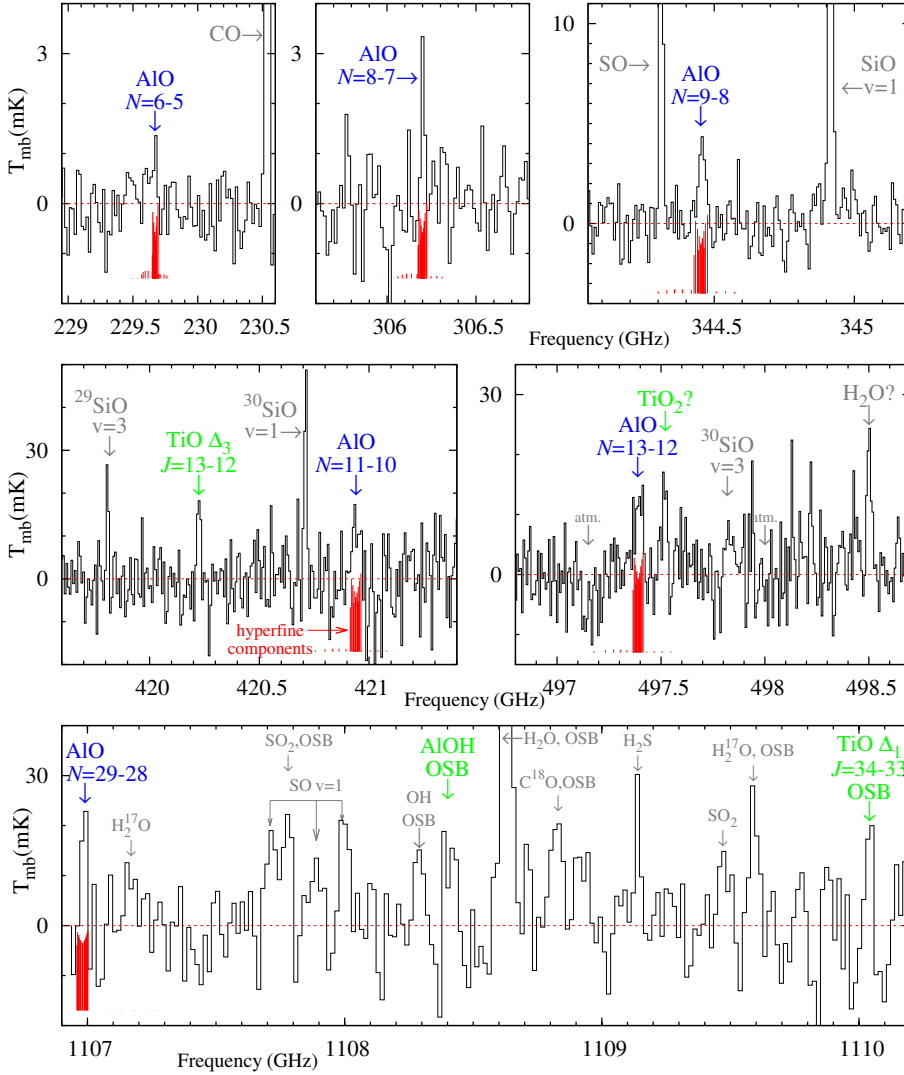 CO→
AlO
N=6-5
AlO
N=8-7→
SO→
AlO
N=9-8
SiO
←v=1
T_mb(mK)
3
0
3
0
10
0
229
229.5
230
230.5
306
306.5
344.5
345
Frequency (GHz)
²⁹SiO
v=3
TiO Δ₃
J=13-12
³⁰SiO
v=1→
AlO
N=11-10
hyperfine
components
TiO₂?
AlO
N=13-12
³⁰SiO
v=3
H₂O?
atm.
atm.
T_mb(mK)
30
0
30
0
420
420.5
421
497
497.5
498
498.5
Frequency (GHz)
Frequency (GHz)
AlO
N=29-28
H₂¹⁷O
SO₂,OSB
SO v=1
OH
OSB
AlOH
OSB
←H₂O, OSB
C¹⁸O,OSB
H₂S
SO₂
H₂¹⁷O, OSB
TiO Δ₁
J=34-33
OSB
T_mb(mK)
30
0
1107
1108
1109
1110
Frequency (GHz)